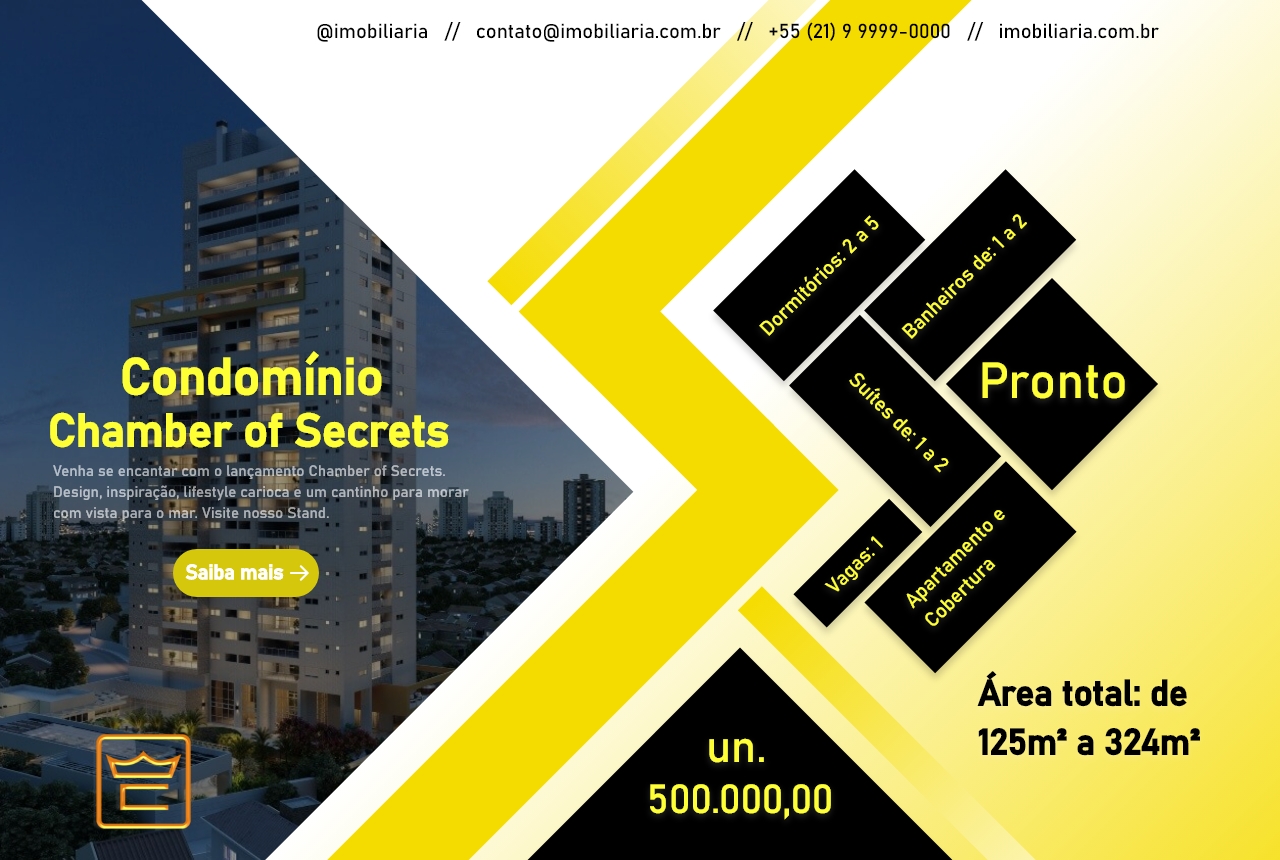 @imobiliaria // contato@imobiliaria.com.br // +55 (21) 9 9999-0000 // imobiliaria.com.br
Condomínio
Chamber of Secrets
Venha se encantar com o lançamento Chamber of Secrets.
Design, inspiração, lifestyle carioca e um cantinho para morar
com vista para o mar. Visite nosso Stand.
Saiba mais →
Dormitórios: 2 a 5
Banheiros de: 1 a 2
Suítes de: 1 a 2
Pronto
Vagas: 1
Apartamento e
Cobertura
Área total: de
125m² a 324m²
un.
500.000,00